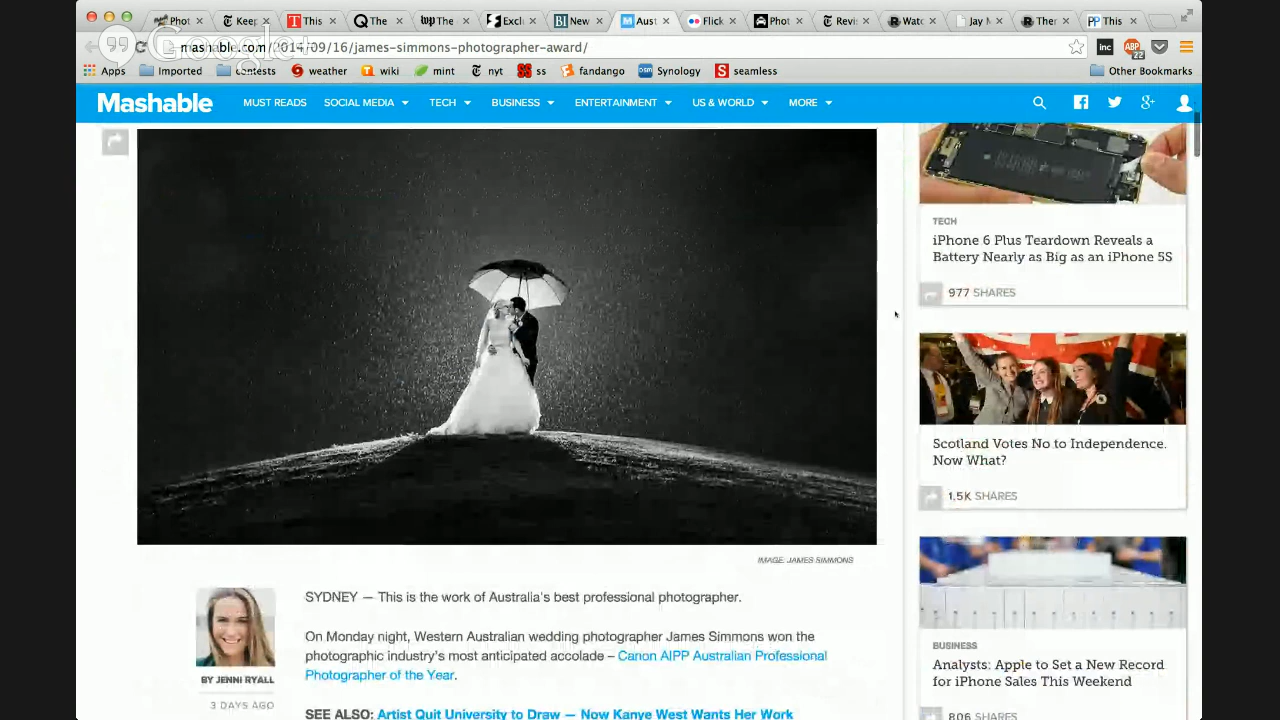 Phot
Keep
This
The
The
Excl
New
Aust
Flick
Phot
Revi
Watc
Jay M
The
This
Google+
mashable.com/2014/09/16/james-simmons-photographer-award/
inc
ABP
22
Apps Imported contests weather wiki mint nyt ss fandango Synology seamless Other Bookmarks
Mashable MUST READS SOCIAL MEDIA TECH BUSINESS ENTERTAINMENT US & WORLD MORE
TECH
iPhone 6 Plus Teardown Reveals a
Battery Nearly as Big as an iPhone 5S
977 SHARES
Scotland Votes No to Independence.
Now What?
1.5K SHARES
BUSINESS
Analysts: Apple to Set a New Record
for iPhone Sales This Weekend
806 SHARES
IMAGE: JAMES SIMMONS
BY JENNI RYALL
3 DAYS AGO
SYDNEY — This is the work of Australia's best professional photographer.
On Monday night, Western Australian wedding photographer James Simmons won the
photographic industry's most anticipated accolade – Canon AIPP Australian Professional
Photographer of the Year.
SEE ALSO: Artist Quit University to Draw — Now Kanye West Wants Her Work